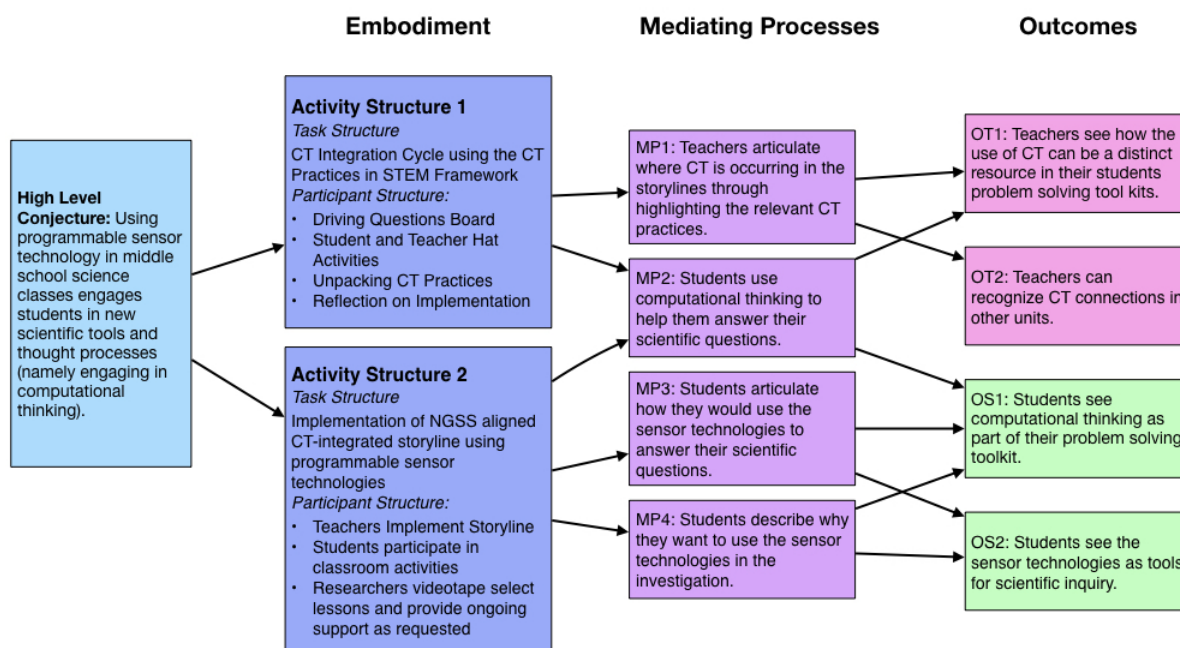 Embodiment
Mediating Processes
Outcomes
High Level
Conjecture: Using
programmable sensor
technology in middle
school science
classes engages
students in new
scientific tools and
thought processes
(namely engaging in
computational
thinking).
Activity Structure 1
Task Structure
CT Integration Cycle using the CT
Practices in STEM Framework
Participant Structure:
• Driving Questions Board
• Student and Teacher Hat
Activities
• Unpacking CT Practices
• Reflection on Implementation
Activity Structure 2
Task Structure
Implementation of NGSS aligned
CT-integrated storyline using
programmable sensor
technologies
Participant Structure:
• Teachers Implement Storyline
• Students participate in
classroom activities
• Researchers videotape select
lessons and provide ongoing
support as requested
MP1: Teachers articulate
where CT is occurring in the
storylines through
highlighting the relevant CT
practices.
MP2: Students use
computational thinking to
help them answer their
scientific questions.
MP3: Students articulate
how they would use the
sensor technologies to
answer their scientific
questions.
MP4: Students describe why
they want to use the sensor
technologies in the
investigation.
OT1: Teachers see how the
use of CT can be a distinct
resource in their students
problem solving tool kits.
OT2: Teachers can
recognize CT connections in
other units.
OS1: Students see
computational thinking as
part of their problem solving
toolkit.
OS2: Students see the
sensor technologies as tools
for scientific inquiry.